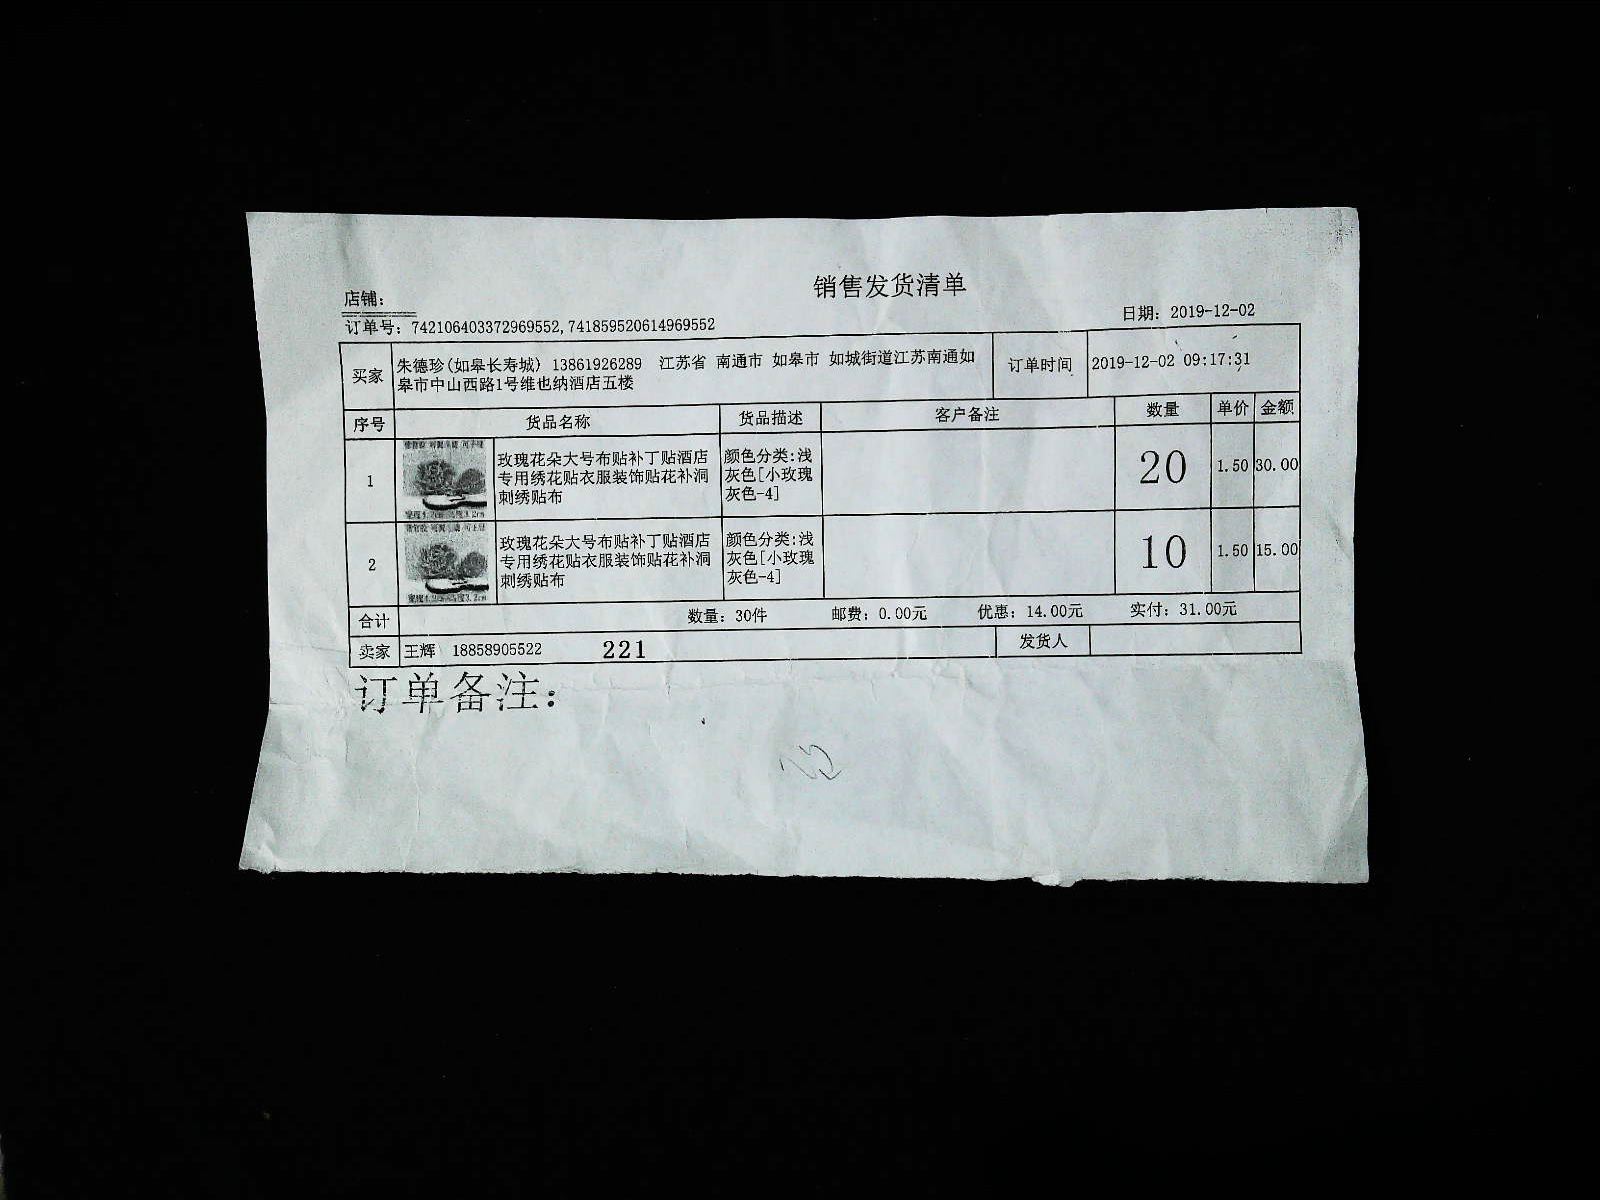 销售发货清单
店铺:
日期: 2019-12-02
订单号: 742106403372969552,741859520614969552
买家
朱德珍(如皋长寿城) 13861926289 江苏省 南通市 如皋市 如城街道江苏南通如
皋市中山西路1号维也纳酒店五楼
订单时间
2019-12-02 09:17:31
序号 货品名称 货品描述 客户备注 数量 单价 金额
1
玫瑰花朵大号布贴补丁贴酒店
专用绣花贴衣服装饰贴花补洞
刺绣贴布
颜色分类:浅
灰色[小玫瑰
灰色-4]
20 1.50 30.00
2
玫瑰花朵大号布贴补丁贴酒店
专用绣花贴衣服装饰贴花补洞
刺绣贴布
颜色分类:浅
灰色[小玫瑰
灰色-4]
10 1.50 15.00
合计 数量: 30件 邮费: 0.00元 优惠: 14.00元 实付: 31.00元
卖家 王辉 18858905522 221 发货人
订单备注: